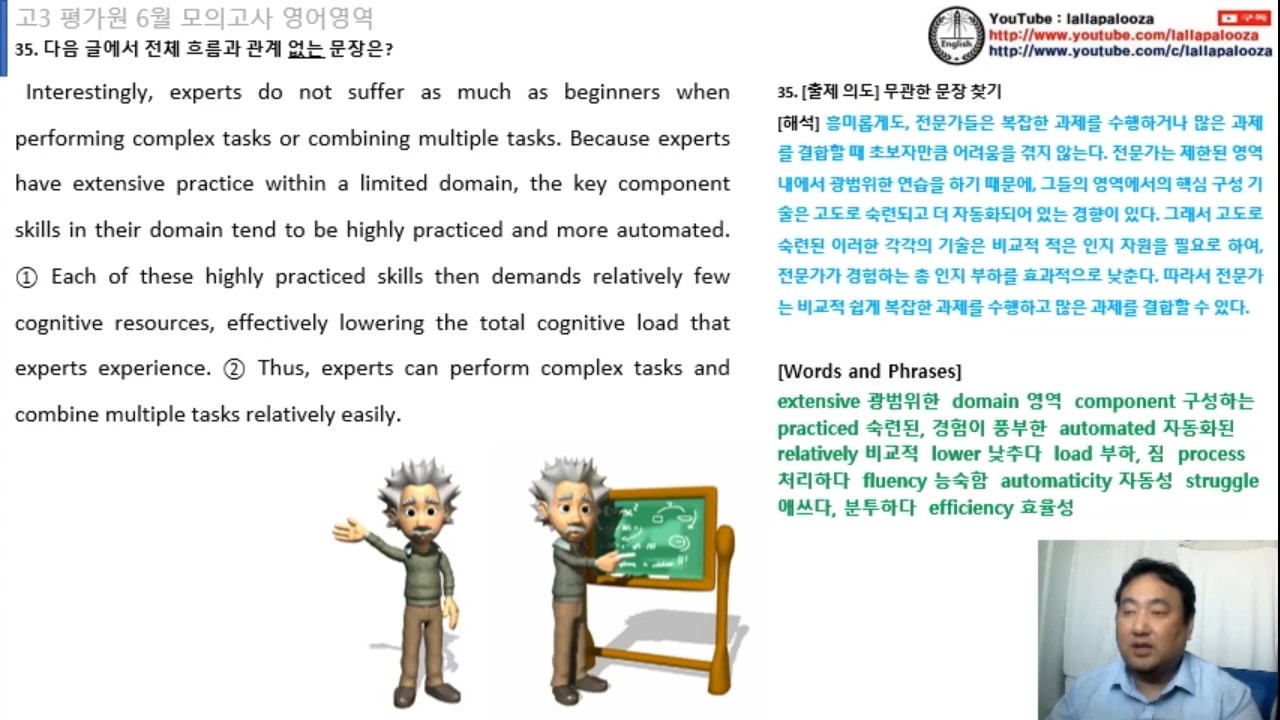 고3 평가원 6월 모의고사 영어영역
35. 다음 글에서 전체 흐름과 관계 없는 문장은?
Interestingly, experts do not suffer as much as beginners when
performing complex tasks or combining multiple tasks. Because experts
have extensive practice within a limited domain, the key component
skills in their domain tend to be highly practiced and more automated.
① Each of these highly practiced skills then demands relatively few
cognitive resources, effectively lowering the total cognitive load that
experts experience. ② Thus, experts can perform complex tasks and
combine multiple tasks relatively easily.
English
YouTube : lallapalooza
구독
http://www.youtube.com/lallapalooza
http://www.youtube.com/c/lallapalooza
35. [출제 의도] 무관한 문장 찾기
[해석] 흥미롭게도, 전문가들은 복잡한 과제를 수행하거나 많은 과제
를 결합할 때 초보자만큼 어려움을 겪지 않는다. 전문가는 제한된 영역
내에서 광범위한 연습을 하기 때문에, 그들의 영역에서의 핵심 구성 기
술은 고도로 숙련되고 더 자동화되어 있는 경향이 있다. 그래서 고도로
숙련된 이러한 각각의 기술은 비교적 적은 인지 자원을 필요로 하여,
전문가가 경험하는 총 인지 부하를 효과적으로 낮춘다. 따라서 전문가
는 비교적 쉽게 복잡한 과제를 수행하고 많은 과제를 결합할 수 있다.
[Words and Phrases]
extensive 광범위한 domain 영역 component 구성하는
practiced 숙련된, 경험이 풍부한 automated 자동화된
relatively 비교적 lower 낮추다 load 부하, 짐 process
처리하다 fluency 능숙함 automaticity 자동성 struggle
애쓰다, 분투하다 efficiency 효율성